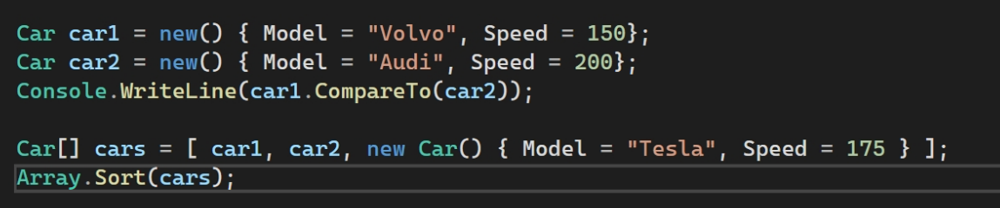 Car car1 = new() { Model = "Volvo", Speed = 150};
Car car2 = new() { Model = "Audi", Speed = 200};
Console.WriteLine(car1.CompareTo(car2));
Car[] cars = [ car1, car2, new Car() { Model = "Tesla", Speed = 175 } ];
Array.Sort(cars);